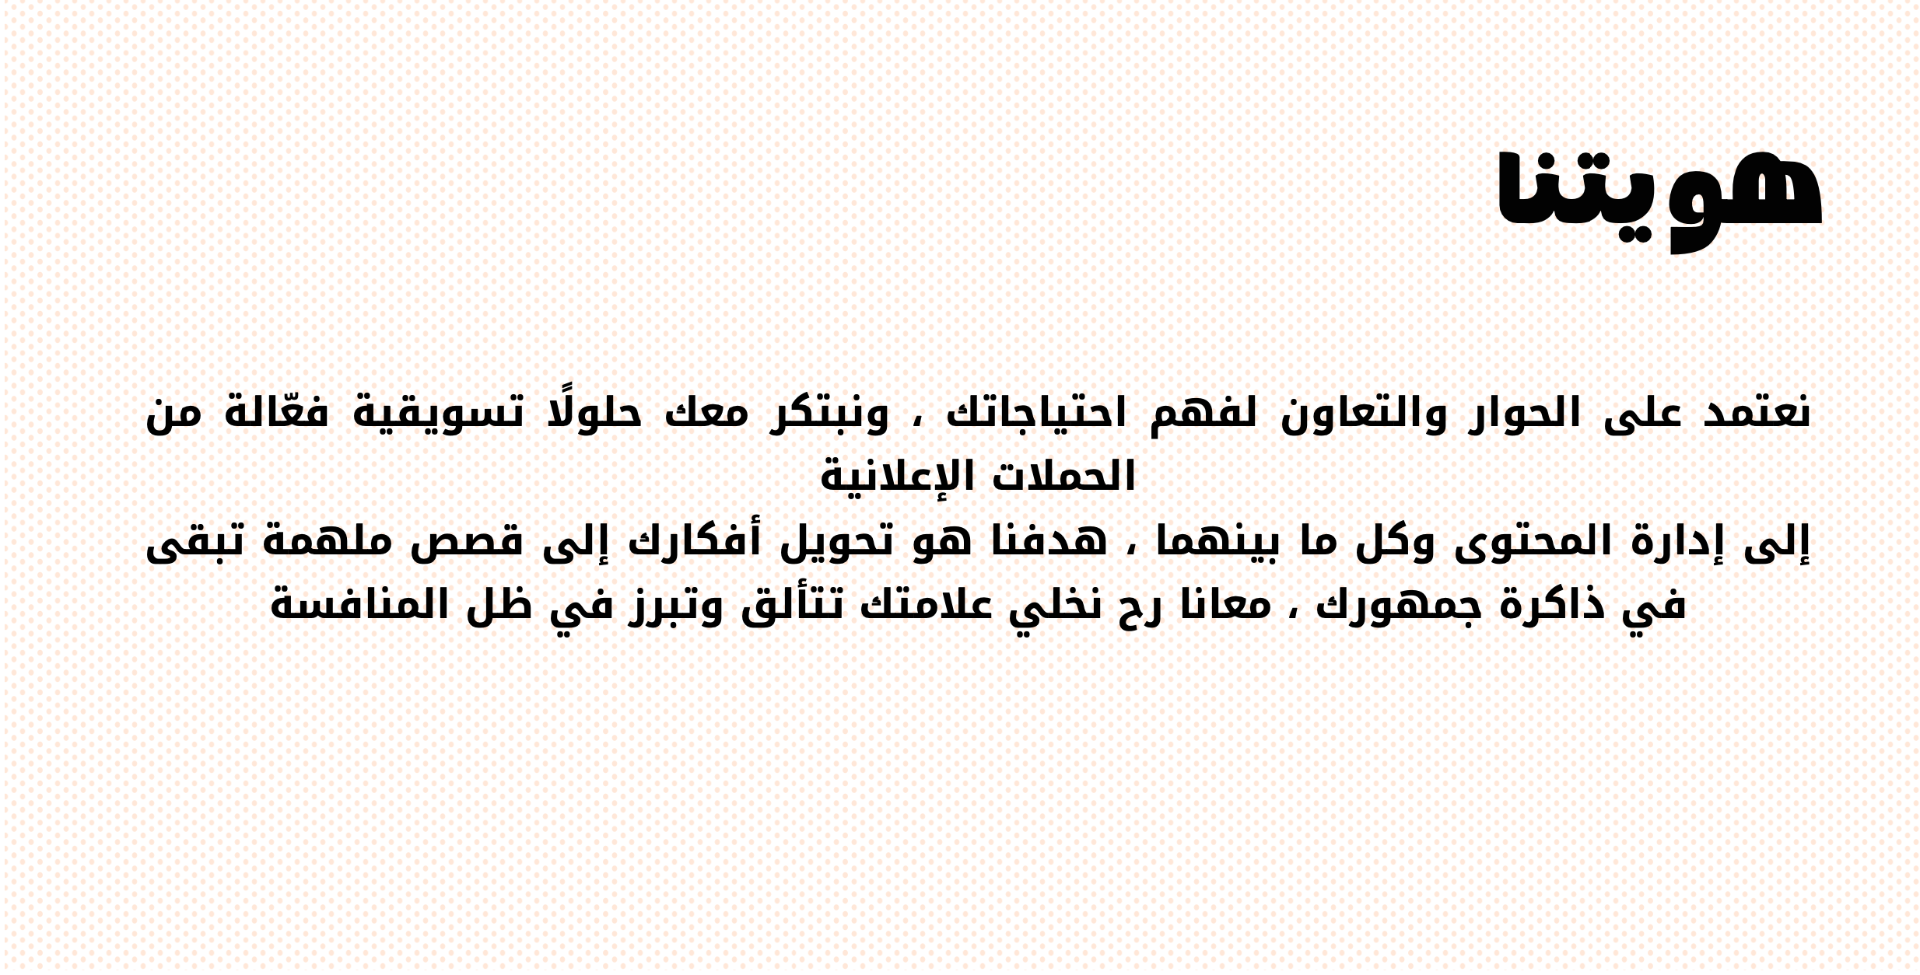 هويتنا
نعتمد على الحوار والتعاون لفهم احتياجاتك ، ونبتكر معك حلولًا تسويقية فعّالة من
الحملات الإعلانية
إلى إدارة المحتوى وكل ما بينهما ، هدفنا هو تحويل أفكارك إلى قصص ملهمة تبقى
في ذاكرة جمهورك ، معانا رح نخلي علامتك تتألق وتبرز في ظل المنافسة